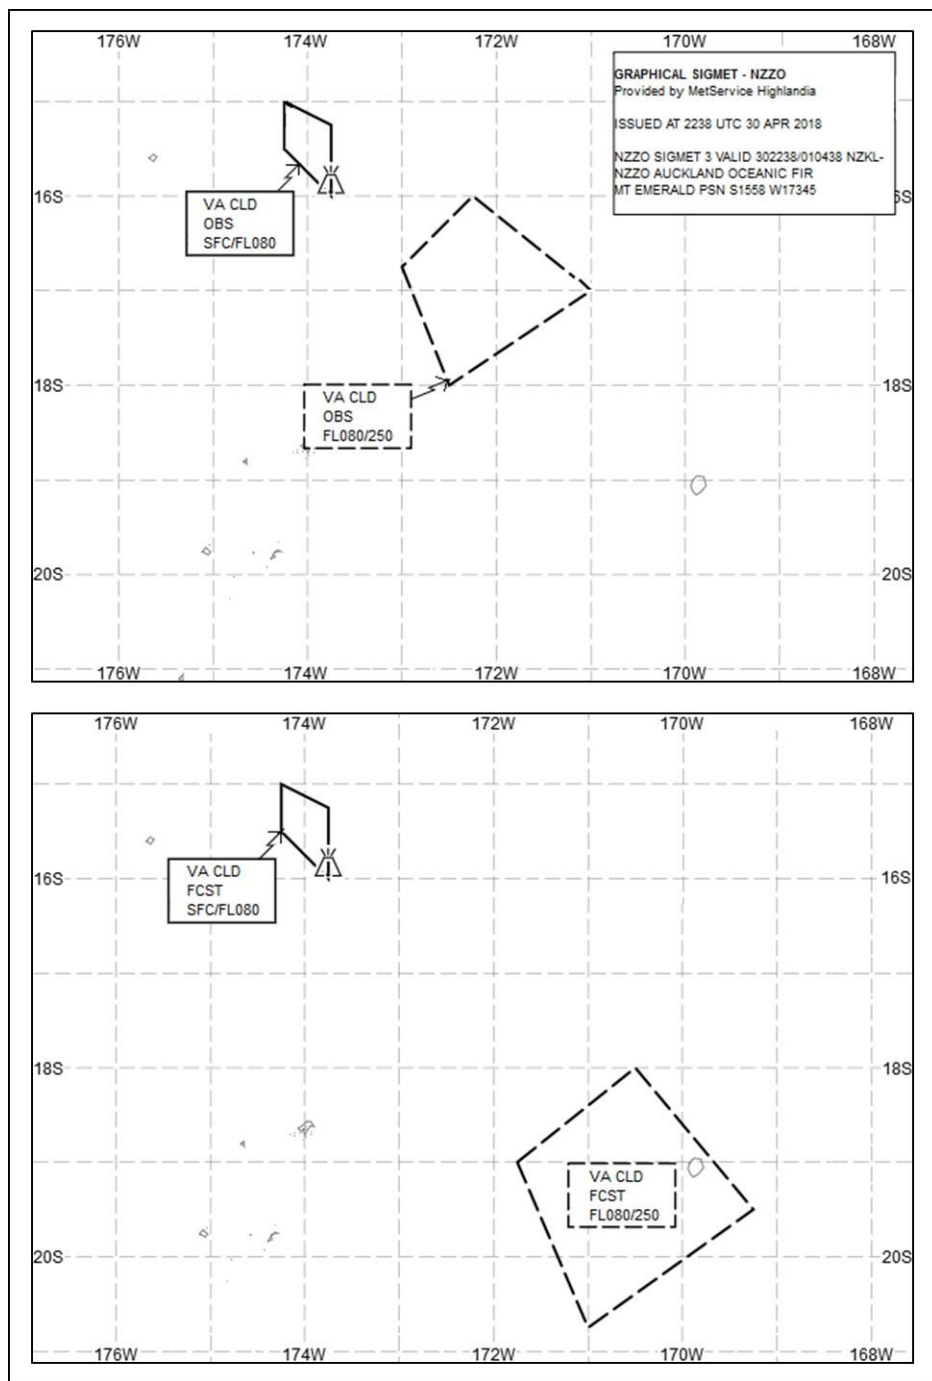 176W 174W 172W 170W 168W
GRAPHICAL SIGMET - NZZO
Provided by MetService Highlandia
ISSUED AT 2238 UTC 30 APR 2018
NZZO SIGMET 3 VALID 302238/010438 NZKL-
NZZO AUCKLAND OCEANIC FIR
MT EMERALD PSN S1558 W17345
16S 6S
VA CLD
OBS
SFC/FL080
18S
VA CLD
OBS
FL080/250
20S 20S
176W 174W 172W 170W 168W
176W 174W 172W 170W 168W
16S 16S
VA CLD
FCST
SFC/FL080
18S 18S
VA CLD
FCST
FL080/250
20S 20S
176W 174W 172W 170W 168W